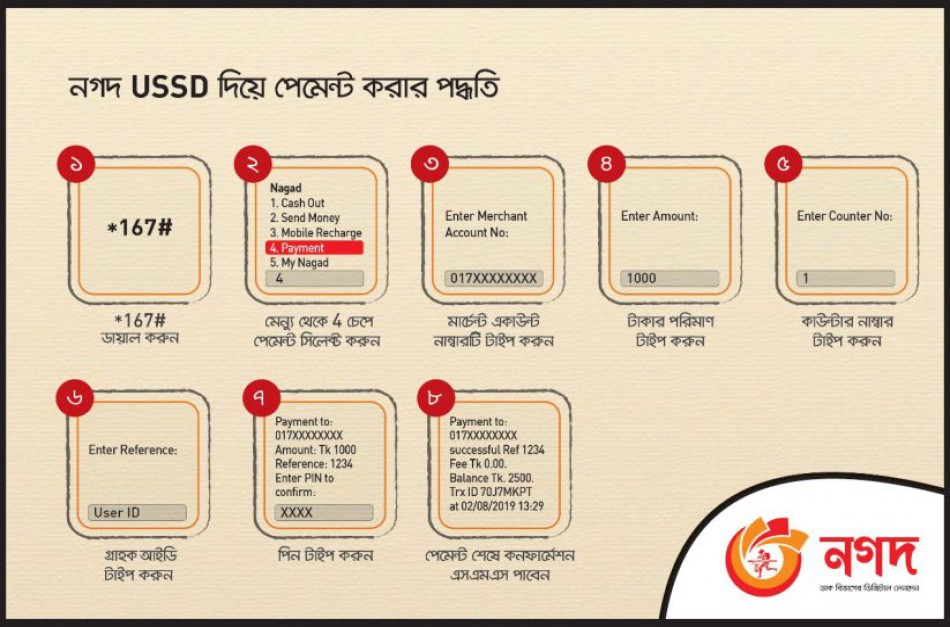 নগদ USSD দিয়ে পেমেন্ট করার পদ্ধতি
১
*167#
*167#
ডায়াল করুন
২
Nagad
1. Cash Out
2. Send Money
3. Mobile Recharge
4. Payment
5. My Nagad
4
মেন্যু থেকে 4 চেপে
পেমেন্ট সিলেক্ট করুন
৩
Enter Merchant
Account No:
017XXXXXXXX
মার্চেন্ট একাউন্ট
নাম্বারটি টাইপ করুন
৪
Enter Amount:
1000
টাকার পরিমাণ
টাইপ করুন
৫
Enter Counter No:
1
কাউন্টার নাম্বার
টাইপ করুন
৬
Enter Reference:
User ID
গ্রাহক আইডি
টাইপ করুন
৭
Payment to:
017XXXXXXXX
Amount: Tk 1000
Reference: 1234
Enter PIN to
confirm:
XXXX
পিন টাইপ করুন
৮
Payment to:
017XXXXXXXX
successful Ref 1234
Fee Tk 0.00.
Balance Tk. 2500.
Trx ID 70J7MKPT
at 02/08/2019 13:29
পেমেন্ট শেষে কনফার্মেশন
এসএমএস পাবেন
নগদ
ডাক বিভাগের ডিজিটাল লেনদেন